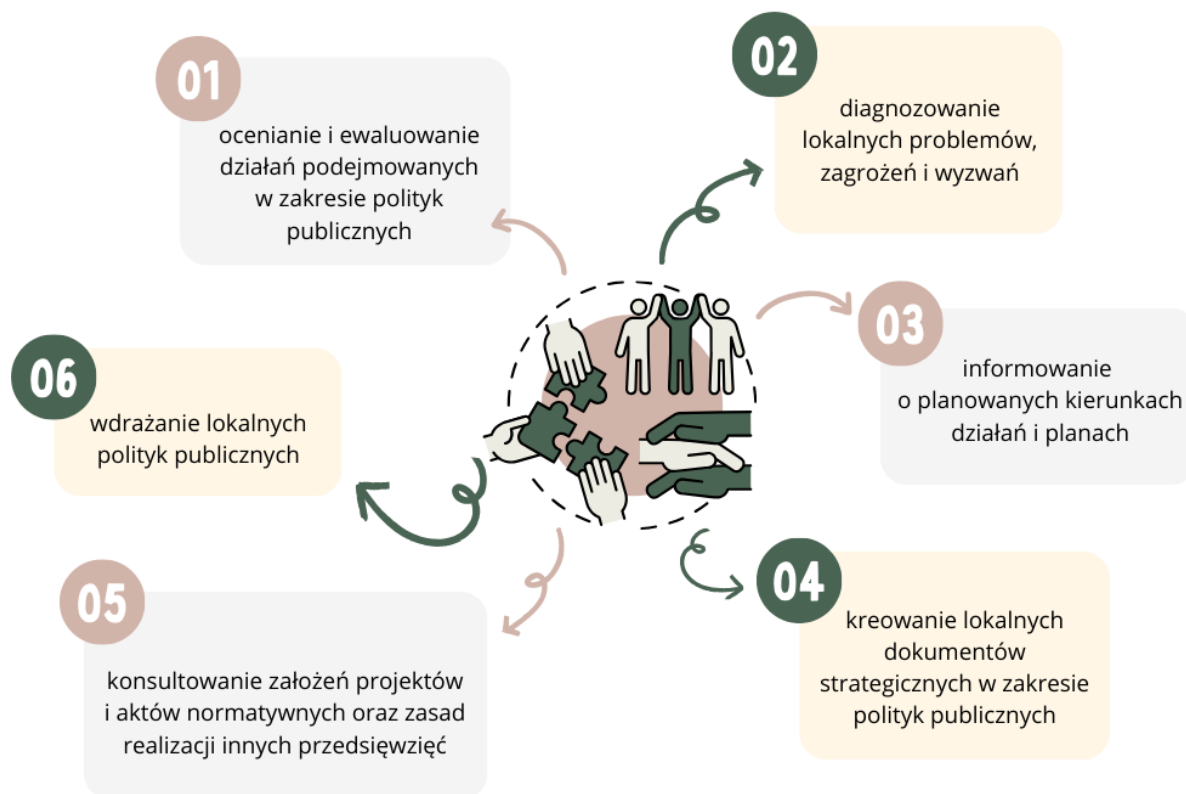 01
ocenianie i ewaluowanie
działań podejmowanych
w zakresie polityk
publicznych
02
diagnozowanie
lokalnych problemów,
zagrożeń i wyzwań
03
informowanie
o planowanych kierunkach
działań i planach
04
kreowanie lokalnych
dokumentów
strategicznych w zakresie
polityk publicznych
05
konsultowanie założeń projektów
i aktów normatywnych oraz zasad
realizacji innych przedsięwzięć
06
wdrażanie lokalnych
polityk publicznych